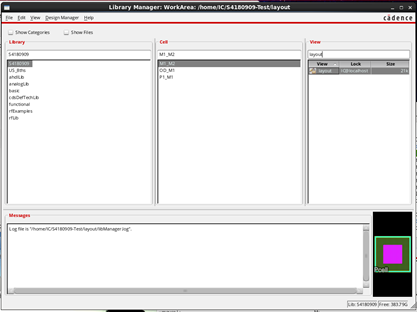 Library Manager: WorkArea: /home/IC/S4180909-Test/layout
File Edit View Design Manager Help
cādence
Show Categories Show Files
Library
S4180909
S4180909
US_8ths
ahdlLib
analogLib
basic
cdsDefTechLib
functional
rfExamples
rfLib
Cell
M1_M2
M1_M2
OD_M1
P1_M1
View
layout
View Lock Size
layout
Messages
Log file is "/home/IC/S4180909-Test/layout/libManager.log".
Pcell
Lib: S4180909 Free: 383.79G